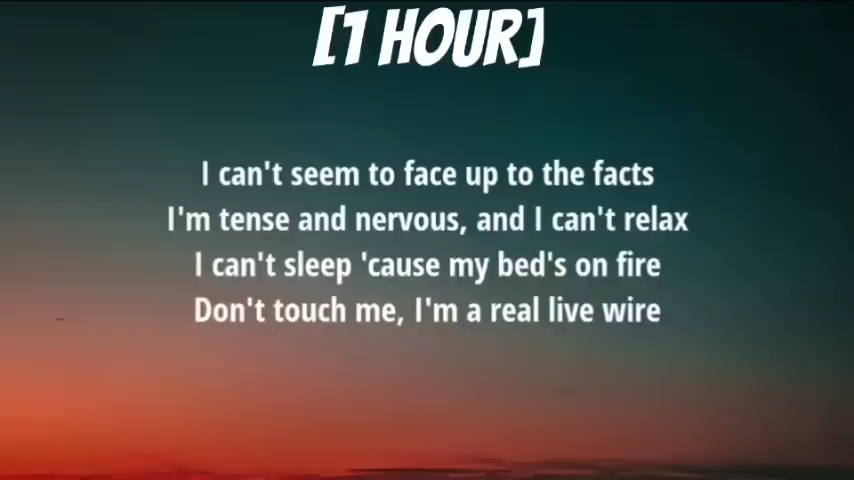 [1 HOUR]
I can't seem to face up to the facts
I'm tense and nervous, and I can't relax
I can't sleep 'cause my bed's on fire
Don't touch me, I'm a real live wire